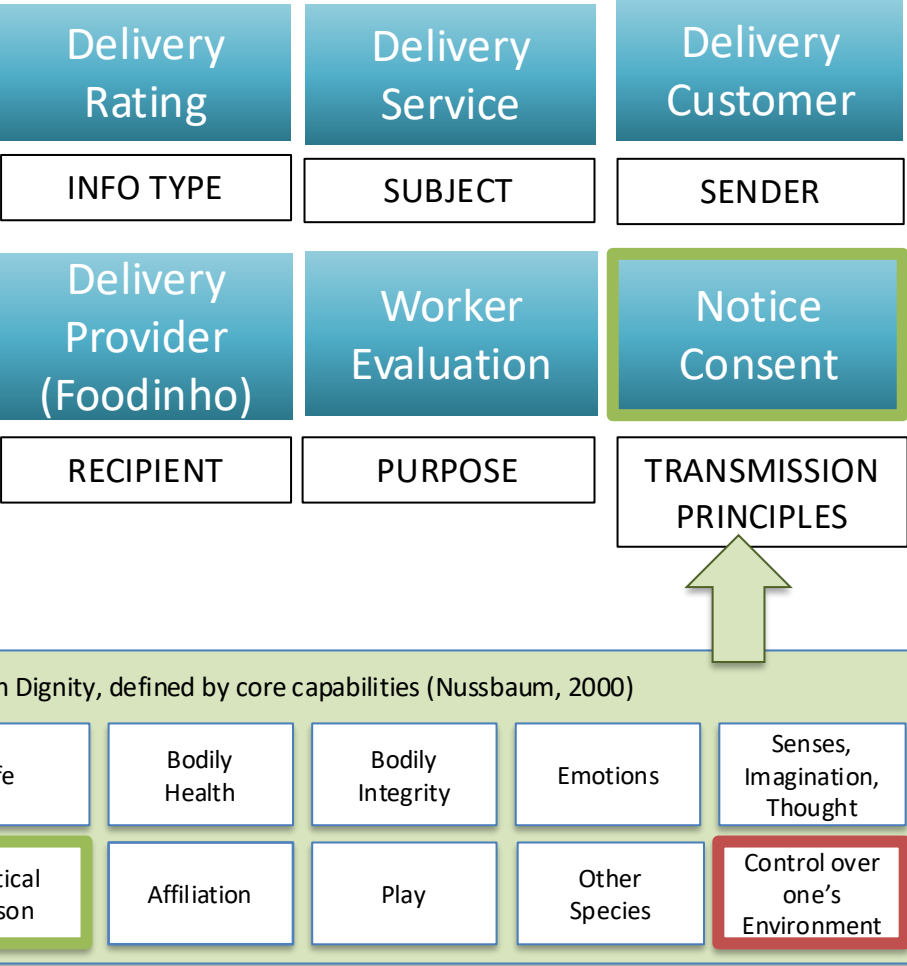 Delivery
Rating
Delivery
Service
Delivery
Customer
INFO TYPE
SUBJECT
SENDER
Delivery
Provider
(Foodinho)
Worker
Evaluation
Notice
Consent
RECIPIENT
PURPOSE
TRANSMISSION
PRINCIPLES
Dignity, defined by core capabilities (Nussbaum, 2000)
Bodily
Health
Bodily
Integrity
Emotions
Senses,
Imagination,
Thought
Affiliation
Play
Other
Species
Control over
one's
Environment